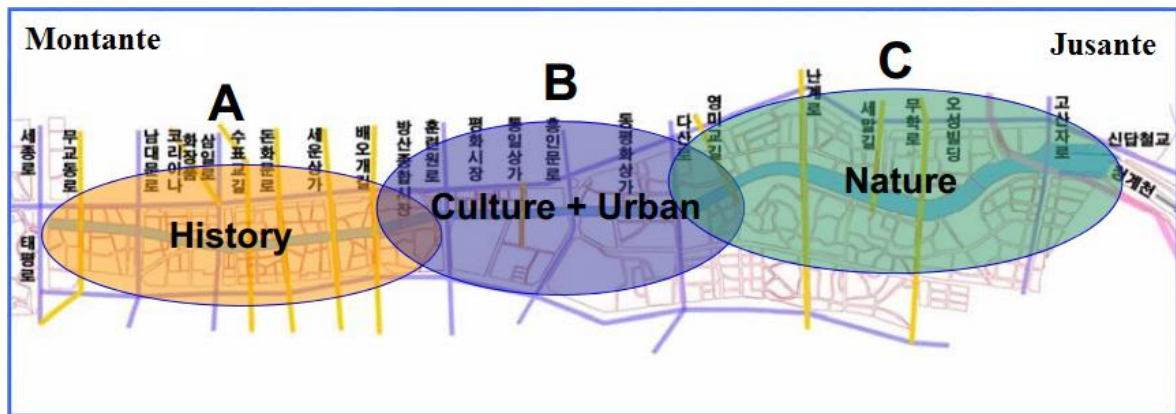 Montante
Jusante
A
B
C
세종로
무교동로
남대문로
코리아나
화장품
삼일로
수표교길
돈화문로
세운상가
배오개길
방산종합시장
훈련원로
평화시장
통일상가
흥인문로
동평화상가
다산로
영미교길
난계로
세말길
무학로
오성빌딩
고산자로
신답철교
청계천
태평로
History
Culture + Urban
Nature